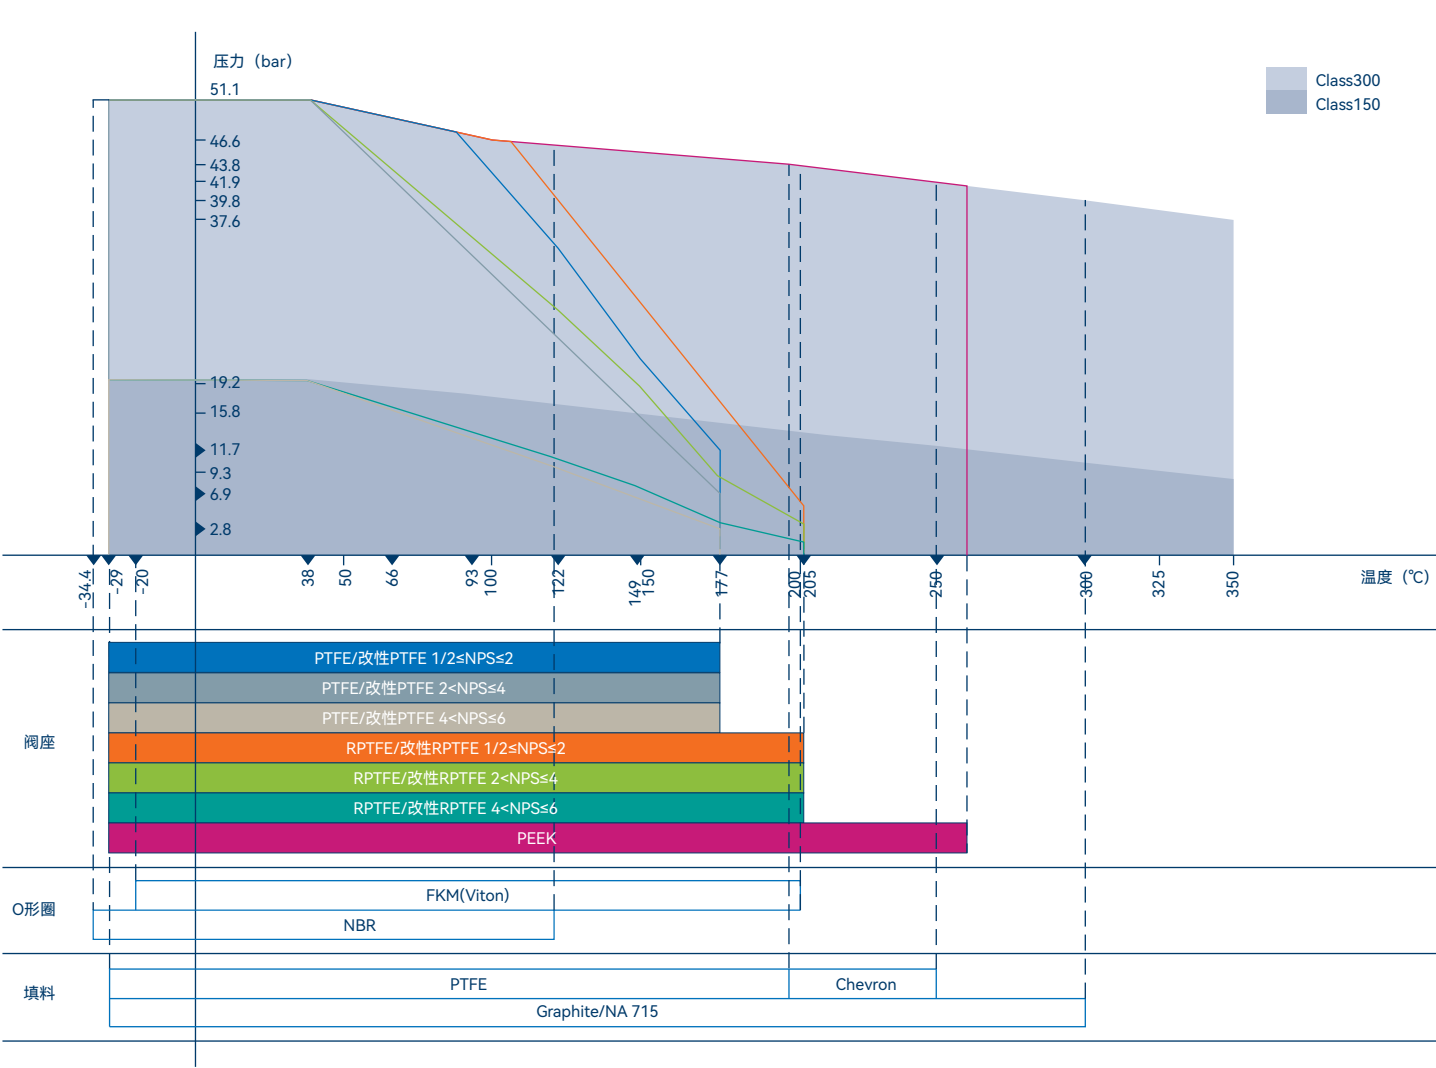 压力（bar）
51.1
Class300
Class150
46.6
43.8
41.9
39.8
37.6
19.2
15.8
11.7
9.3
6.9
2.8
-34.4
-29
-20
38
50
66
93
100
122
149
150
177
200
205
250
300
325
350
温度（℃）
阀座
PTFE/改性PTFE 1/2≤NPS≤2
PTFE/改性PTFE 2<NPS≤4
PTFE/改性PTFE 4<NPS≤6
RPTFE/改性RPTFE 1/2≤NPS≤2
RPTFE/改性RPTFE 2<NPS≤4
RPTFE/改性RPTFE 4<NPS≤6
PEEK
O形圈
FKM(Viton)
NBR
填料
PTFE
Chevron
Graphite/NA 715